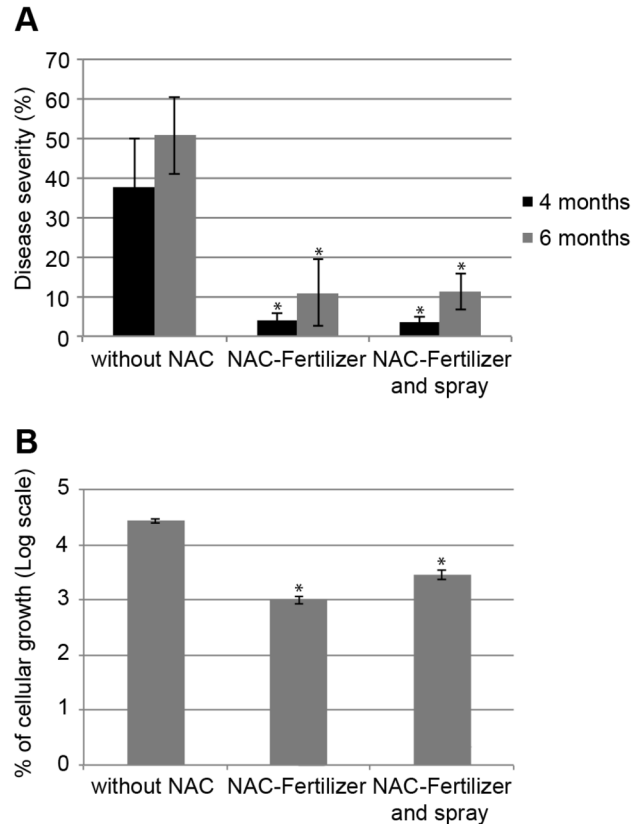 A
Disease severity (%)
70
60
50
40
30
20
10
0
*
*
*
*
without NAC
NAC-Fertilizer
NAC-Fertilizer
and spray
4 months
6 months
B
% of cellular growth (Log scale)
5
4
3
2
1
0
*
*
without NAC
NAC-Fertilizer
NAC-Fertilizer
and spray